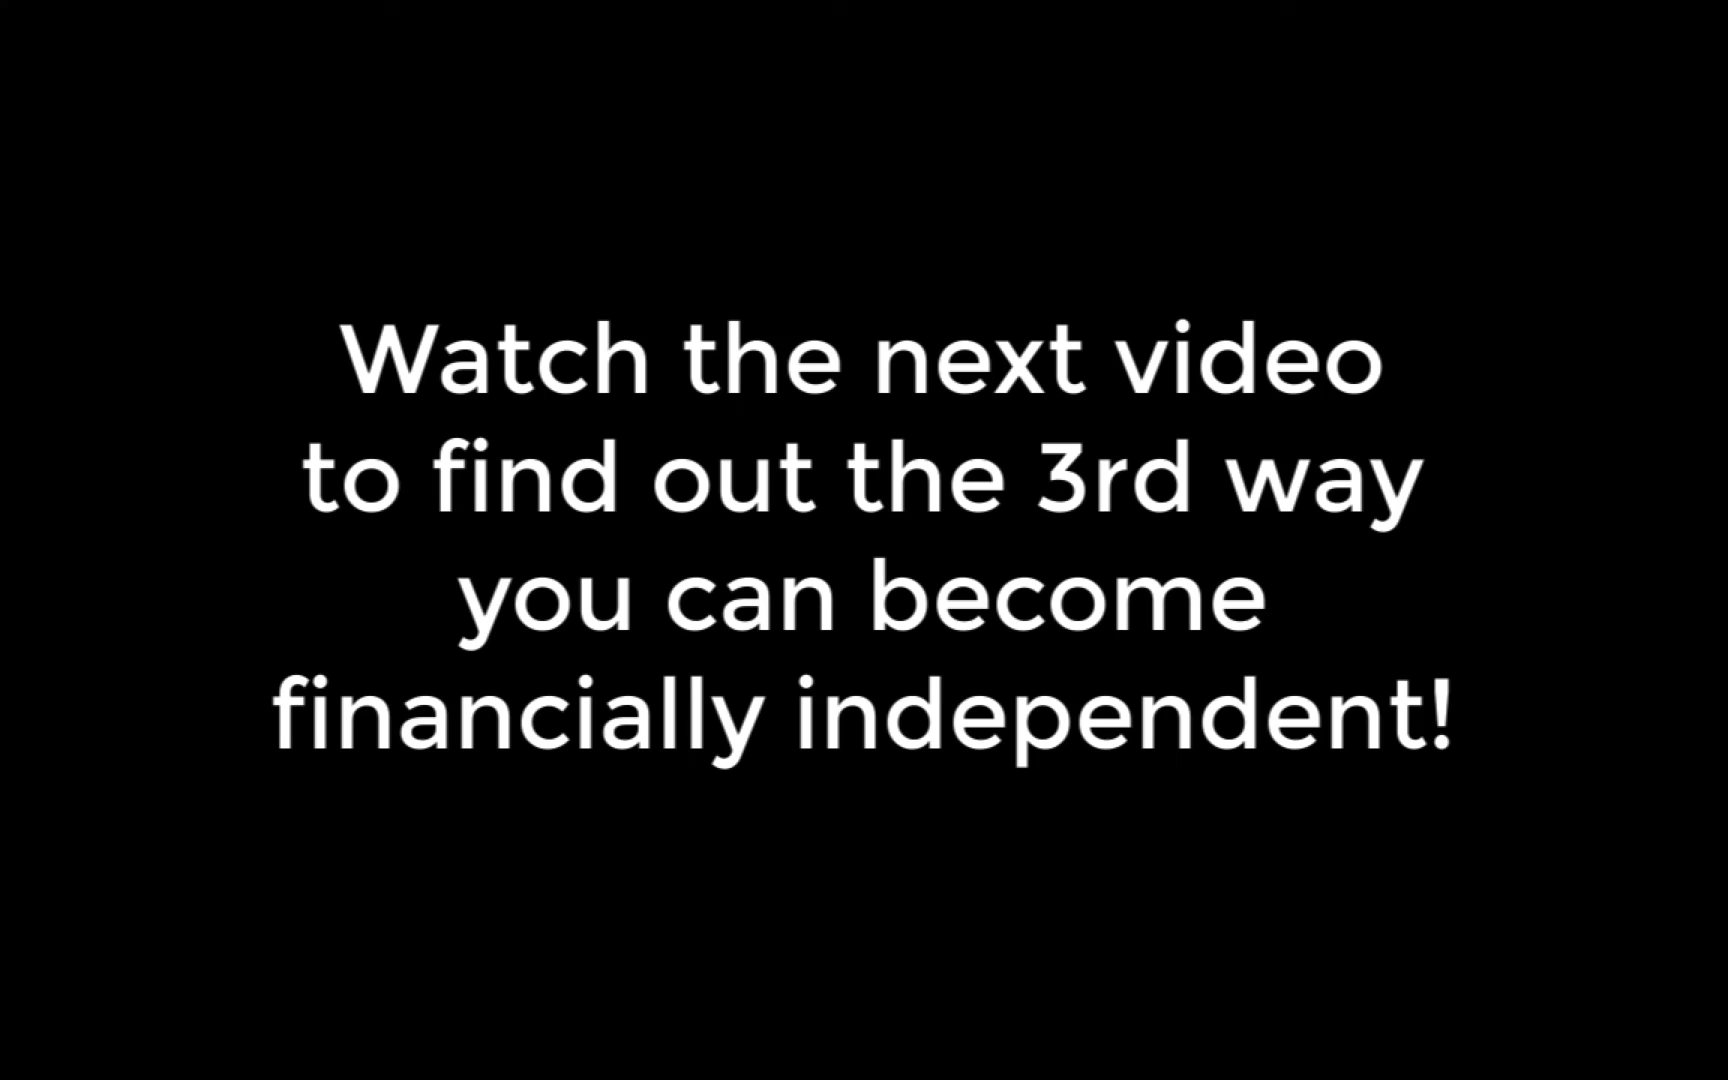 Watch the next video
to find out the 3rd way
you can become
financially independent!